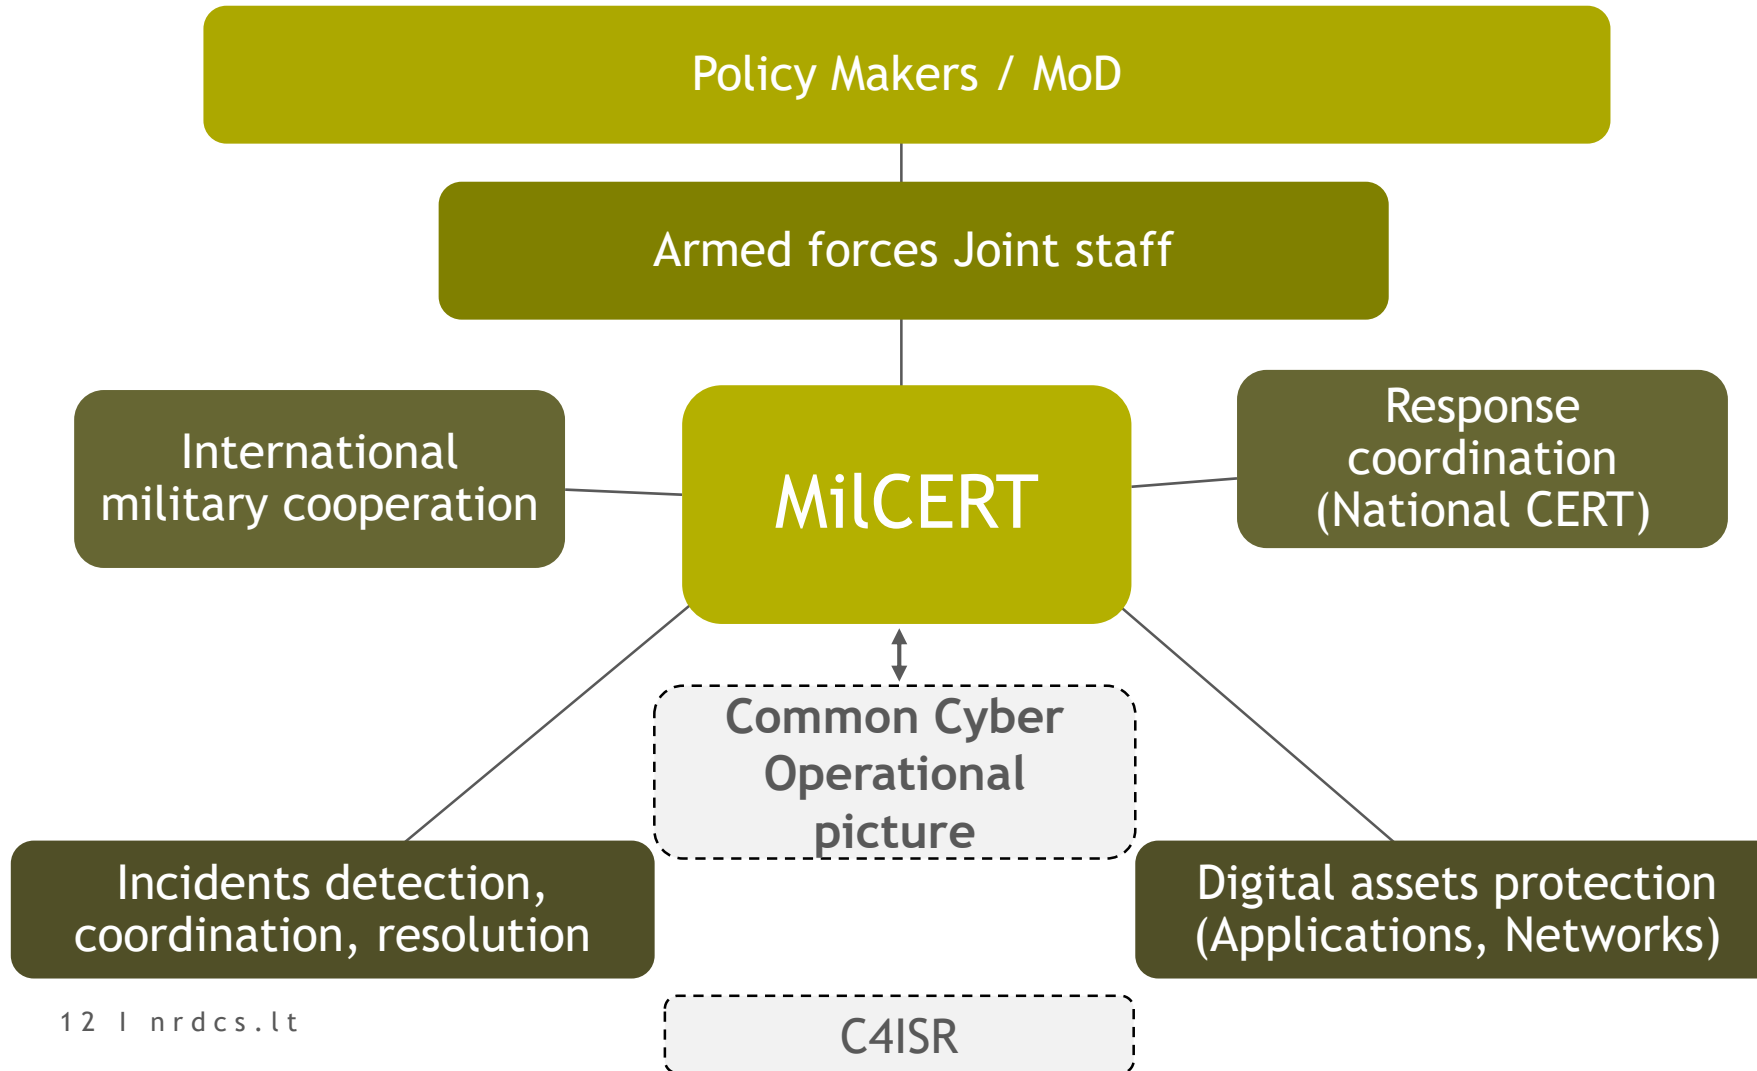 Policy Makers / MoD
Armed forces Joint staff
International
military cooperation
MilCERT
Response
coordination
(National CERT)
Common Cyber
Operational
picture
Incidents detection,
coordination, resolution
Digital assets protection
(Applications, Networks)
C4ISR
12 I nrdcs.lt